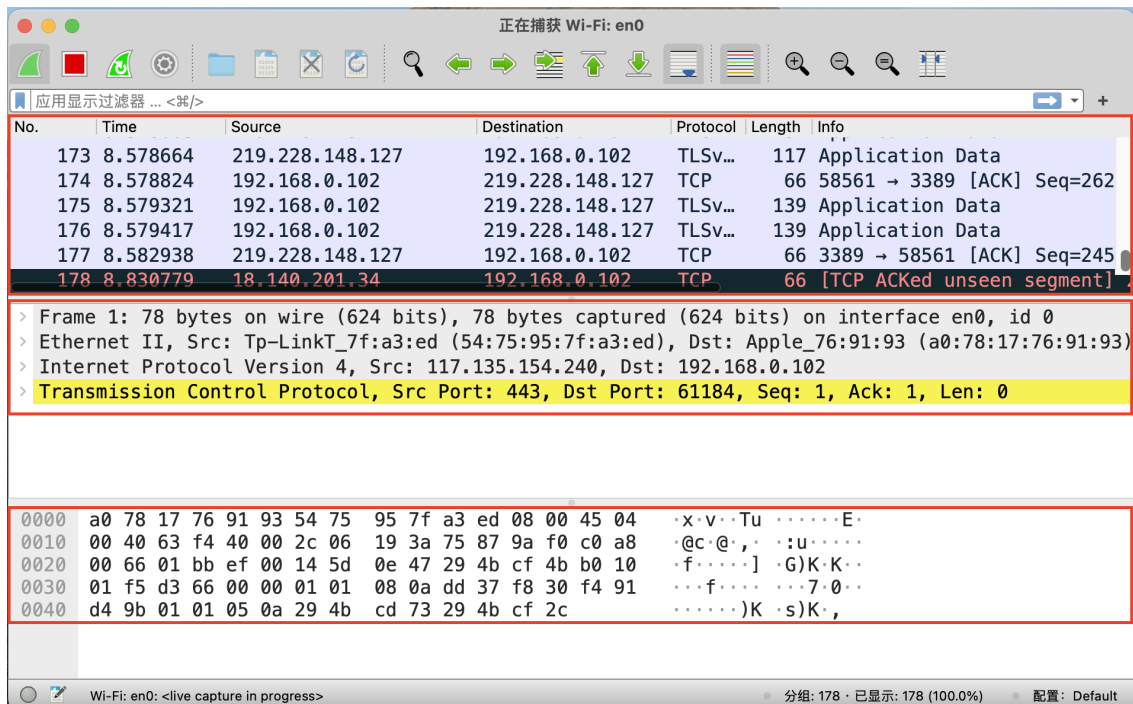 正在捕获 Wi-Fi: en0
应用显示过滤器 … <⌘/>
+
No. Time Source Destination Protocol Length Info
173 8.578664 219.228.148.127 192.168.0.102 TLSv… 117 Application Data
174 8.578824 192.168.0.102 219.228.148.127 TCP 66 58561 → 3389 [ACK] Seq=262
175 8.579321 192.168.0.102 219.228.148.127 TLSv… 139 Application Data
176 8.579417 192.168.0.102 219.228.148.127 TLSv… 139 Application Data
177 8.582938 219.228.148.127 192.168.0.102 TCP 66 3389 → 58561 [ACK] Seq=245
178 8.830779 18.140.201.34 192.168.0.102 TCP 66 [TCP ACKed unseen segment]
> Frame 1: 78 bytes on wire (624 bits), 78 bytes captured (624 bits) on interface en0, id 0
> Ethernet II, Src: Tp-LinkT_7f:a3:ed (54:75:95:7f:a3:ed), Dst: Apple_76:91:93 (a0:78:17:76:91:93)
> Internet Protocol Version 4, Src: 117.135.154.240, Dst: 192.168.0.102
> Transmission Control Protocol, Src Port: 443, Dst Port: 61184, Seq: 1, Ack: 1, Len: 0
0000 a0 78 17 76 91 93 54 75 95 7f a3 ed 08 00 45 04 ·x·v··Tu ······E·
0010 00 40 63 f4 40 00 2c 06 19 3a 75 87 9a f0 c0 a8 ·@c·@·,· ·:u·····
0020 00 66 01 bb ef 00 14 5d 0e 47 29 4b cf 4b b0 10 ·f·····] ·G)K·K··
0030 01 f5 d3 66 00 00 01 01 08 0a dd 37 f8 30 f4 91 ···f···· ···7·0··
0040 d4 9b 01 01 05 0a 29 4b cd 73 29 4b cf 2c ······)K ·s)K·,
Wi-Fi: en0: <live capture in progress> 分组: 178 · 已显示: 178 (100.0%) 配置: Default